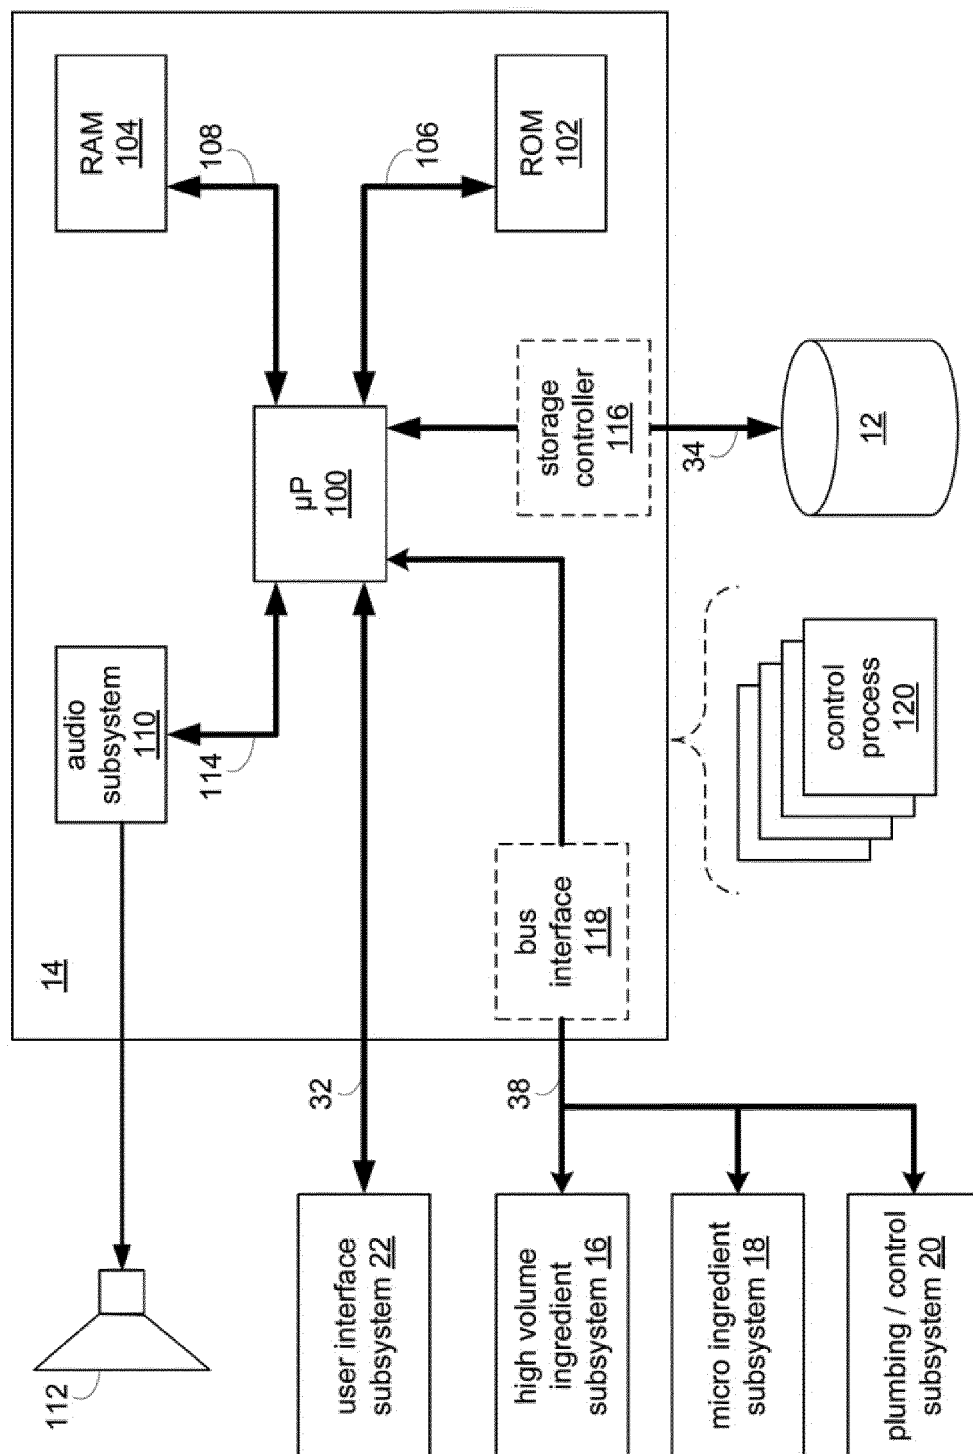 112
14
audio
subsystem
110
114
RAM
104
108
32
user interface
subsystem 22
µP
100
106
ROM
102
38
bus
interface
118
storage
controller
116
34
12
high volume
ingredient
subsystem 16
micro ingredient
subsystem 18
plumbing / control
subsystem 20
control
process
120